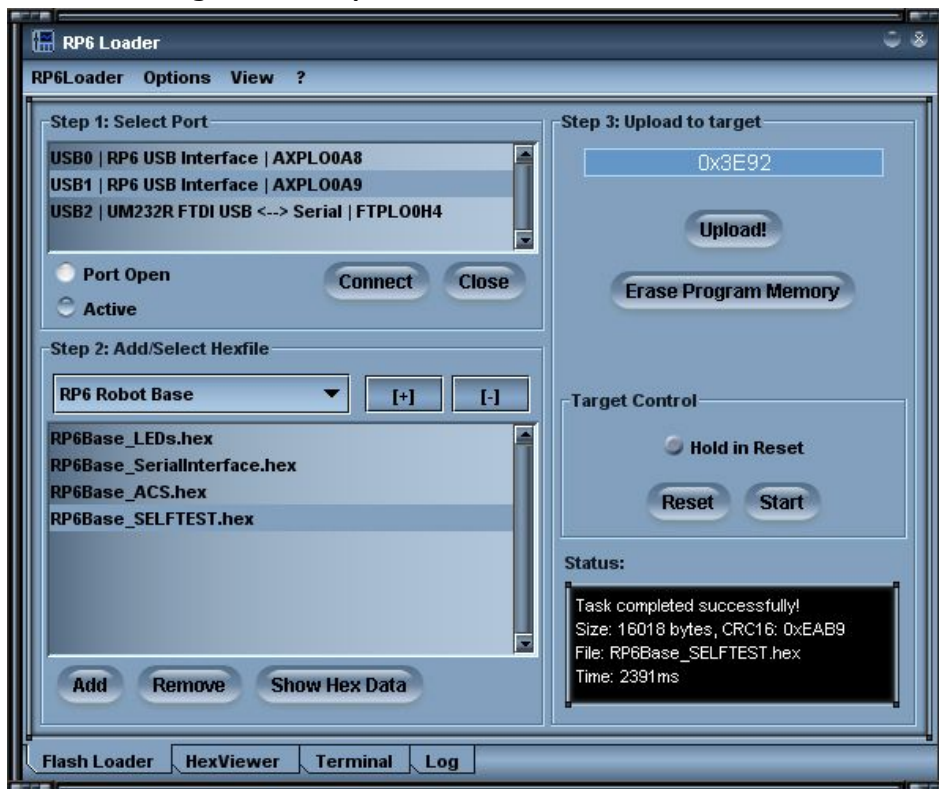 RP6 Loader
RP6Loader Options View ?
Step 1: Select Port
USB0 | RP6 USB Interface | AXPLO0A8
USB1 | RP6 USB Interface | AXPLO0A9
USB2 | UM232R FTDI USB <--> Serial | FTPLO0H4
Port Open
Active
Connect
Close
Step 2: Add/Select Hexfile
RP6 Robot Base
[+]
[-]
RP6Base_LEDs.hex
RP6Base_SerialInterface.hex
RP6Base_ACS.hex
RP6Base_SELFTEST.hex
Add
Remove
Show Hex Data
Step 3: Upload to target
0x3E92
Upload!
Erase Program Memory
Target Control
Hold in Reset
Reset
Start
Status:
Task completed successfully!
Size: 16018 bytes, CRC16: 0xEAB9
File: RP6Base_SELFTEST.hex
Time: 2391ms
Flash Loader
HexViewer
Terminal
Log